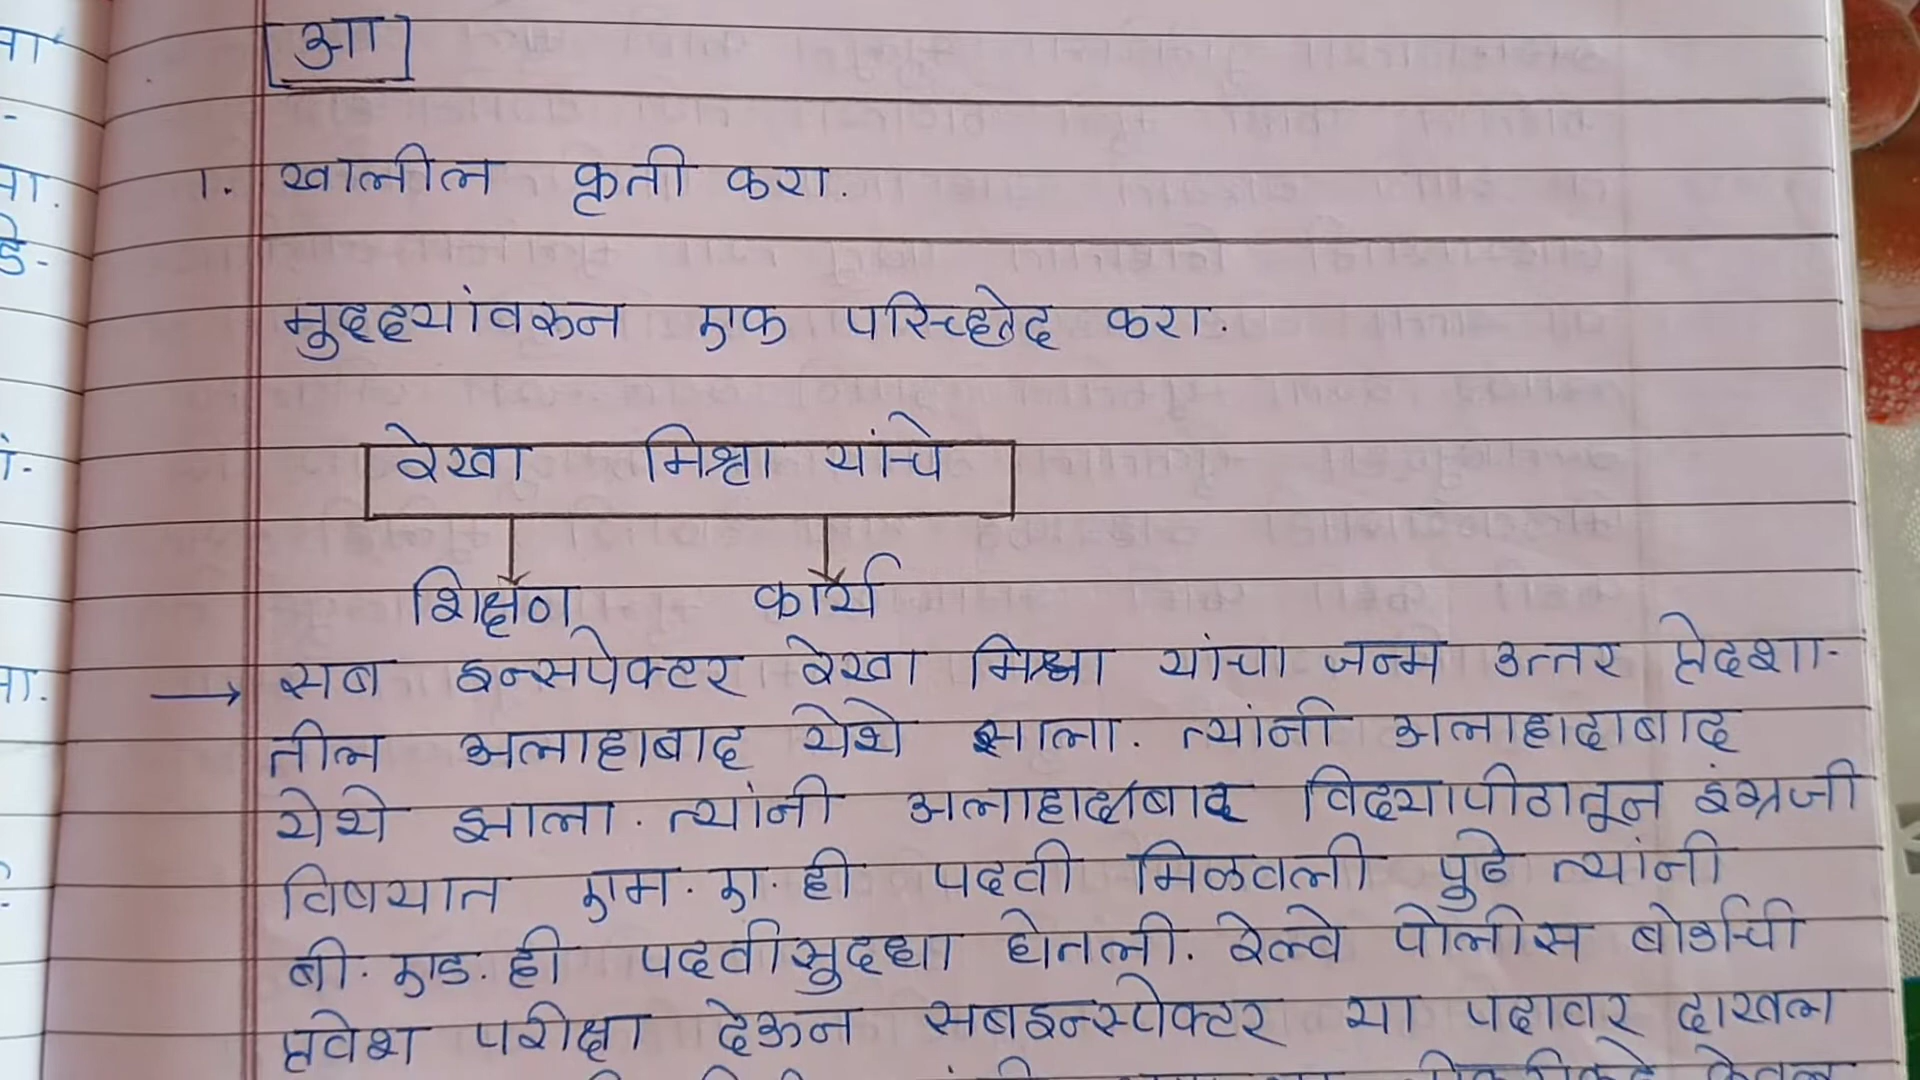 आ
1. खालील कृती करा.
मुद्दयांवरून एक परिच्छेद करा.
रेखा मिश्रा यांचे
शिक्षण कार्य
→ सब इन्सपेक्टर रेखा मिश्रा यांचा जन्म उत्तर प्रदेशा-
तील अलाहाबाद येथे झाला. त्यांनी अलाहादाबाद
येथे झाला. त्यांनी अलाहादाबाद विद्यापीठातून इंग्रजी
विषयात एम. ए. ही पदवी मिळवली पुढे त्यांनी
बी. एड. ही पदवीसुद्धा घेतली. रेल्वे पोलीस बोर्डाची
प्रवेश परीक्षा देऊन सबइन्स्पेक्टर या पदावर दाखल